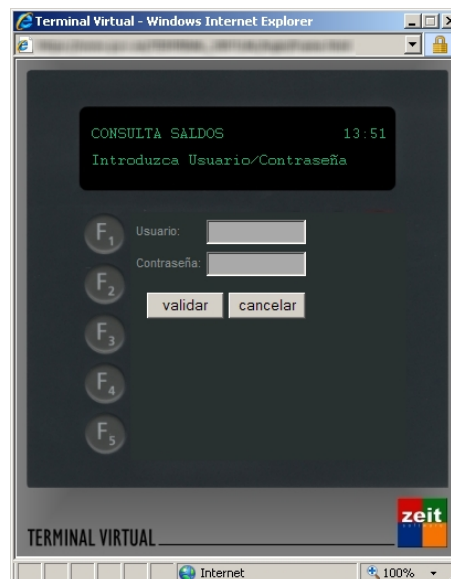 Terminal Virtual - Windows Internet Explorer
CONSULTA SALDOS 13:51
Introduzca Usuario/Contraseña
F1 Usuario:
Contraseña:
F2
validar cancelar
F3
F4
F5
zeit
TERMINAL VIRTUAL
Internet 100%